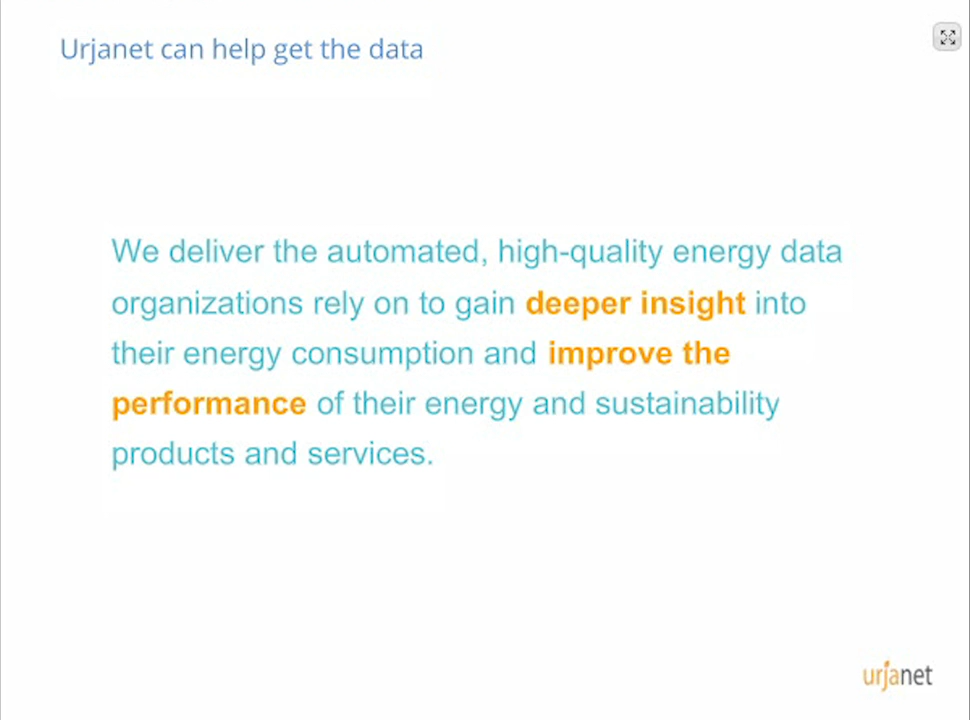 Urjanet can help get the data
We deliver the automated, high-quality energy data
organizations rely on to gain deeper insight into
their energy consumption and improve the
performance of their energy and sustainability
products and services.
urjanet